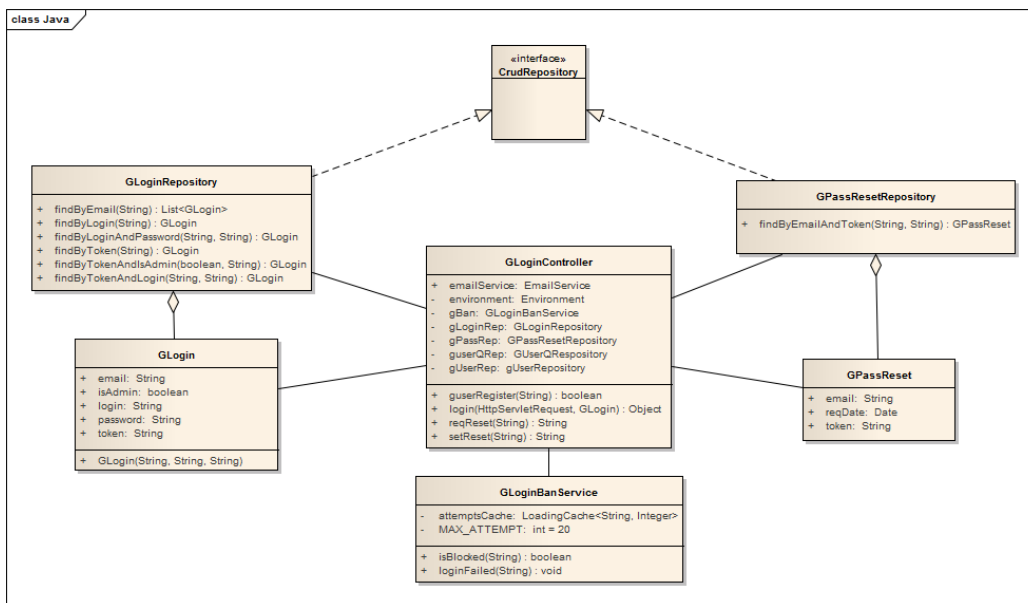 class Java
«interface»
CrudRepository
GLoginRepository
+ findByEmail(String) : List<GLogin>
+ findByLogin(String) : GLogin
+ findByLoginAndPassword(String, String) : GLogin
+ findByToken(String) : GLogin
+ findByTokenAndIsAdmin(boolean, String) : GLogin
+ findByTokenAndLogin(String, String) : GLogin
GPassResetRepository
+ findByEmailAndToken(String, String) : GPassReset
GLoginController
+ emailService: EmailService
- environment: Environment
- gBan: GLoginBanService
- gLoginRep: GLoginRepository
- gPassRep: GPassResetRepository
- guserQRep: GUserQRespository
- gUserRep: gUserRepository
+ guserRegister(String) : boolean
+ login(HttpServletRequest, GLogin) : Object
+ reqReset(String) : String
+ setReset(String) : String
GLogin
+ email: String
+ isAdmin: boolean
+ login: String
+ password: String
+ token: String
+ GLogin(String, String, String)
GPassReset
+ email: String
+ reqDate: Date
+ token: String
GLoginBanService
- attemptsCache: LoadingCache<String, Integer>
- MAX_ATTEMPT: int = 20
+ isBlocked(String) : boolean
+ loginFailed(String) : void